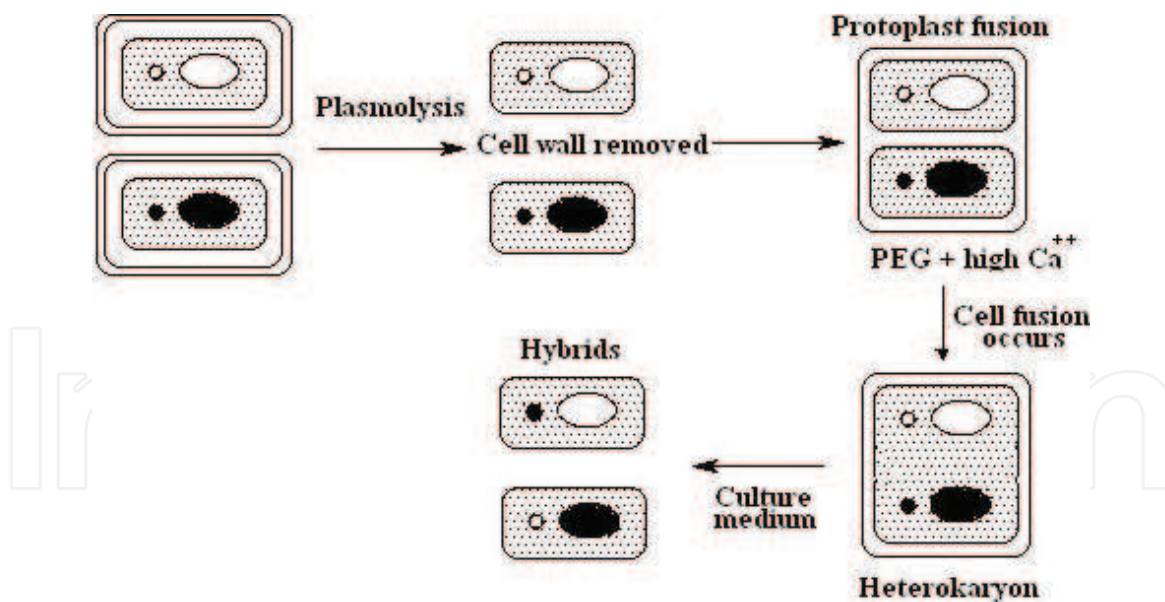 Protoplast fusion
Plasmolysis
Cell wall removed
PEG + high Ca++
Cell fusion
occurs
Hybrids
Culture
medium
Heterokaryon